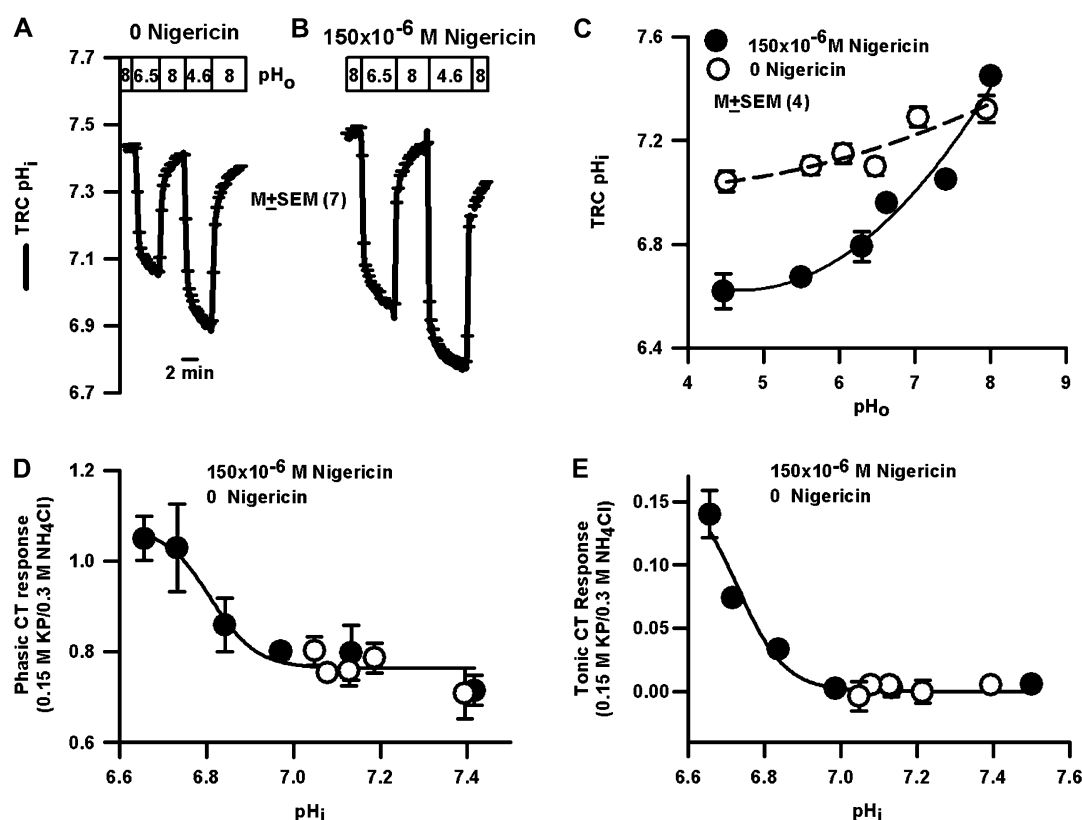 A
0 Nigericin
8 6.5 8 4.6 8
pHo
7.7
7.5
7.3
7.1
6.9
6.7
TRC pHi
2 min
B
150x10-6 M Nigericin
8 6.5 8 4.6 8
M±SEM (7)
C
150x10-6M Nigericin
0 Nigericin
M±SEM (4)
7.6
7.2
6.8
6.4
TRC pHi
4 5 6 7 8 9
pHo
D
150x10-6 M Nigericin
0 Nigericin
1.2
1.0
0.8
0.6
Phasic CT response
(0.15 M KP/0.3 M NH4Cl)
6.6 6.8 7.0 7.2 7.4
pHi
E
150x10-6 M Nigericin
0 Nigericin
0.15
0.10
0.05
0.00
Tonic CT Response
(0.15 M KP/0.3 M NH4Cl)
6.6 6.8 7.0 7.2 7.4 7.6
pHi